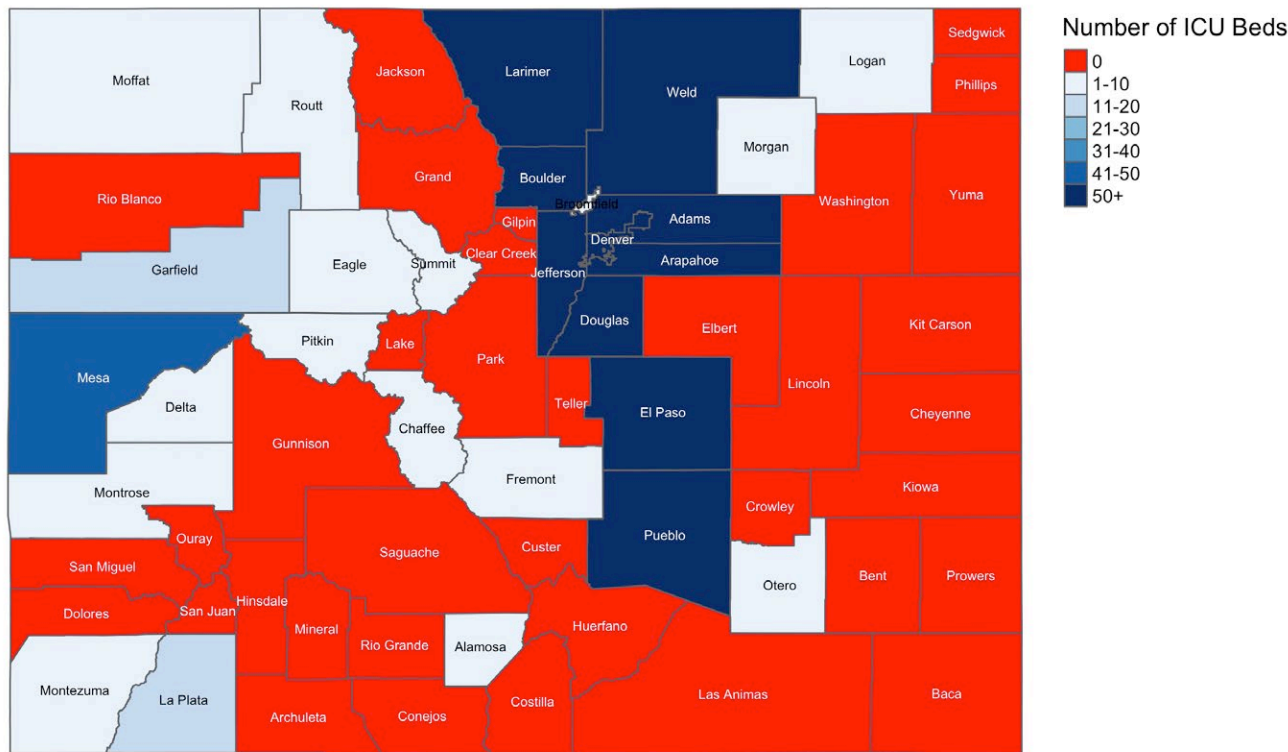 Number of ICU Beds
0
1-10
11-20
21-30
31-40
41-50
50+
Moffat
Routt
Jackson
Larimer
Weld
Logan
Sedgwick
Phillips
Morgan
Rio Blanco
Grand
Boulder
Broomfield
Washington
Yuma
Garfield
Eagle
Summit
Gilpin
Clear Creek
Jefferson
Denver
Adams
Arapahoe
Mesa
Pitkin
Lake
Park
Douglas
Elbert
Kit Carson
Delta
Gunnison
Chaffee
Teller
El Paso
Lincoln
Cheyenne
Montrose
Fremont
Kiowa
Ouray
Saguache
Custer
Pueblo
Crowley
Otero
Bent
Prowers
San Miguel
Dolores
San Juan
Hinsdale
Mineral
Rio Grande
Alamosa
Huerfano
Montezuma
La Plata
Archuleta
Conejos
Costilla
Las Animas
Baca